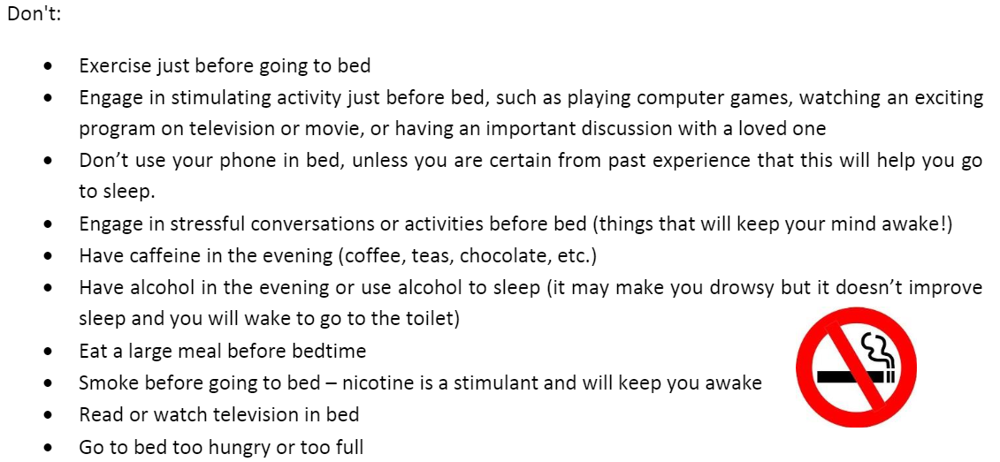 Don't:
• Exercise just before going to bed
• Engage in stimulating activity just before bed, such as playing computer games, watching an exciting
program on television or movie, or having an important discussion with a loved one
• Don’t use your phone in bed, unless you are certain from past experience that this will help you go
to sleep.
• Engage in stressful conversations or activities before bed (things that will keep your mind awake!)
• Have caffeine in the evening (coffee, teas, chocolate, etc.)
• Have alcohol in the evening or use alcohol to sleep (it may make you drowsy but it doesn’t improve
sleep and you will wake to go to the toilet)
• Eat a large meal before bedtime
• Smoke before going to bed – nicotine is a stimulant and will keep you awake
• Read or watch television in bed
• Go to bed too hungry or too full